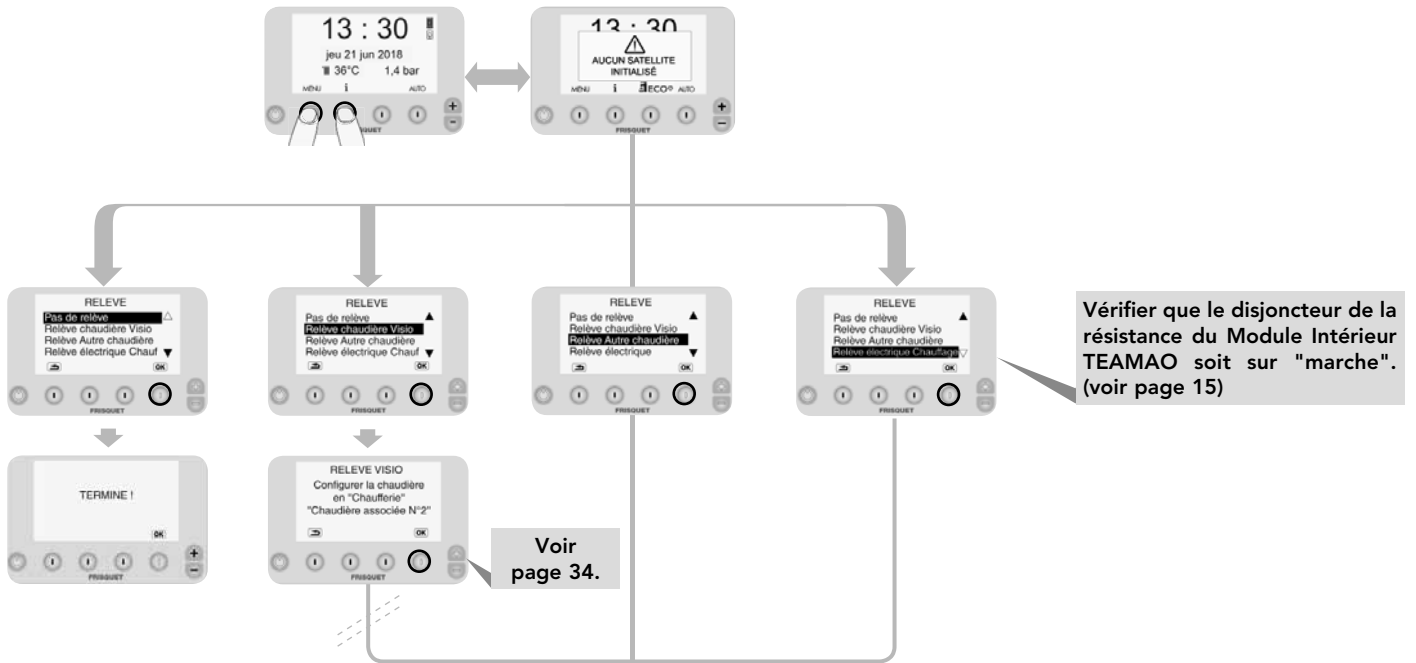 13 : 30
jeu 21 jun 2018
36°C 1,4 bar
MENU i AUTO
FRISQUET
13 : 30
AUCUN SATELLITE
INITIALISÉ
MENU i ECO AUTO
FRISQUET
RELEVE
Pas de relève
Relève chaudière Visio
Relève Autre chaudière
Relève électrique Chauf
OK
FRISQUET
RELEVE
Pas de relève
Relève chaudière Visio
Relève Autre chaudière
Relève électrique Chauf
OK
FRISQUET
RELEVE
Pas de relève
Relève chaudière Visio
Relève Autre chaudière
Relève électrique
OK
FRISQUET
RELEVE
Pas de relève
Relève chaudière Visio
Relève Autre chaudière
Relève électrique Chauffage
OK
FRISQUET
Vérifier que le disjoncteur de la
résistance du Module Intérieur
TEAMAO soit sur "marche".
(voir page 15)
TERMINE !
OK
FRISQUET
RELEVE VISIO
Configurer la chaudière
en "Chaufferie"
"Chaudière associée N°2"
OK
FRISQUET
Voir
page 34.